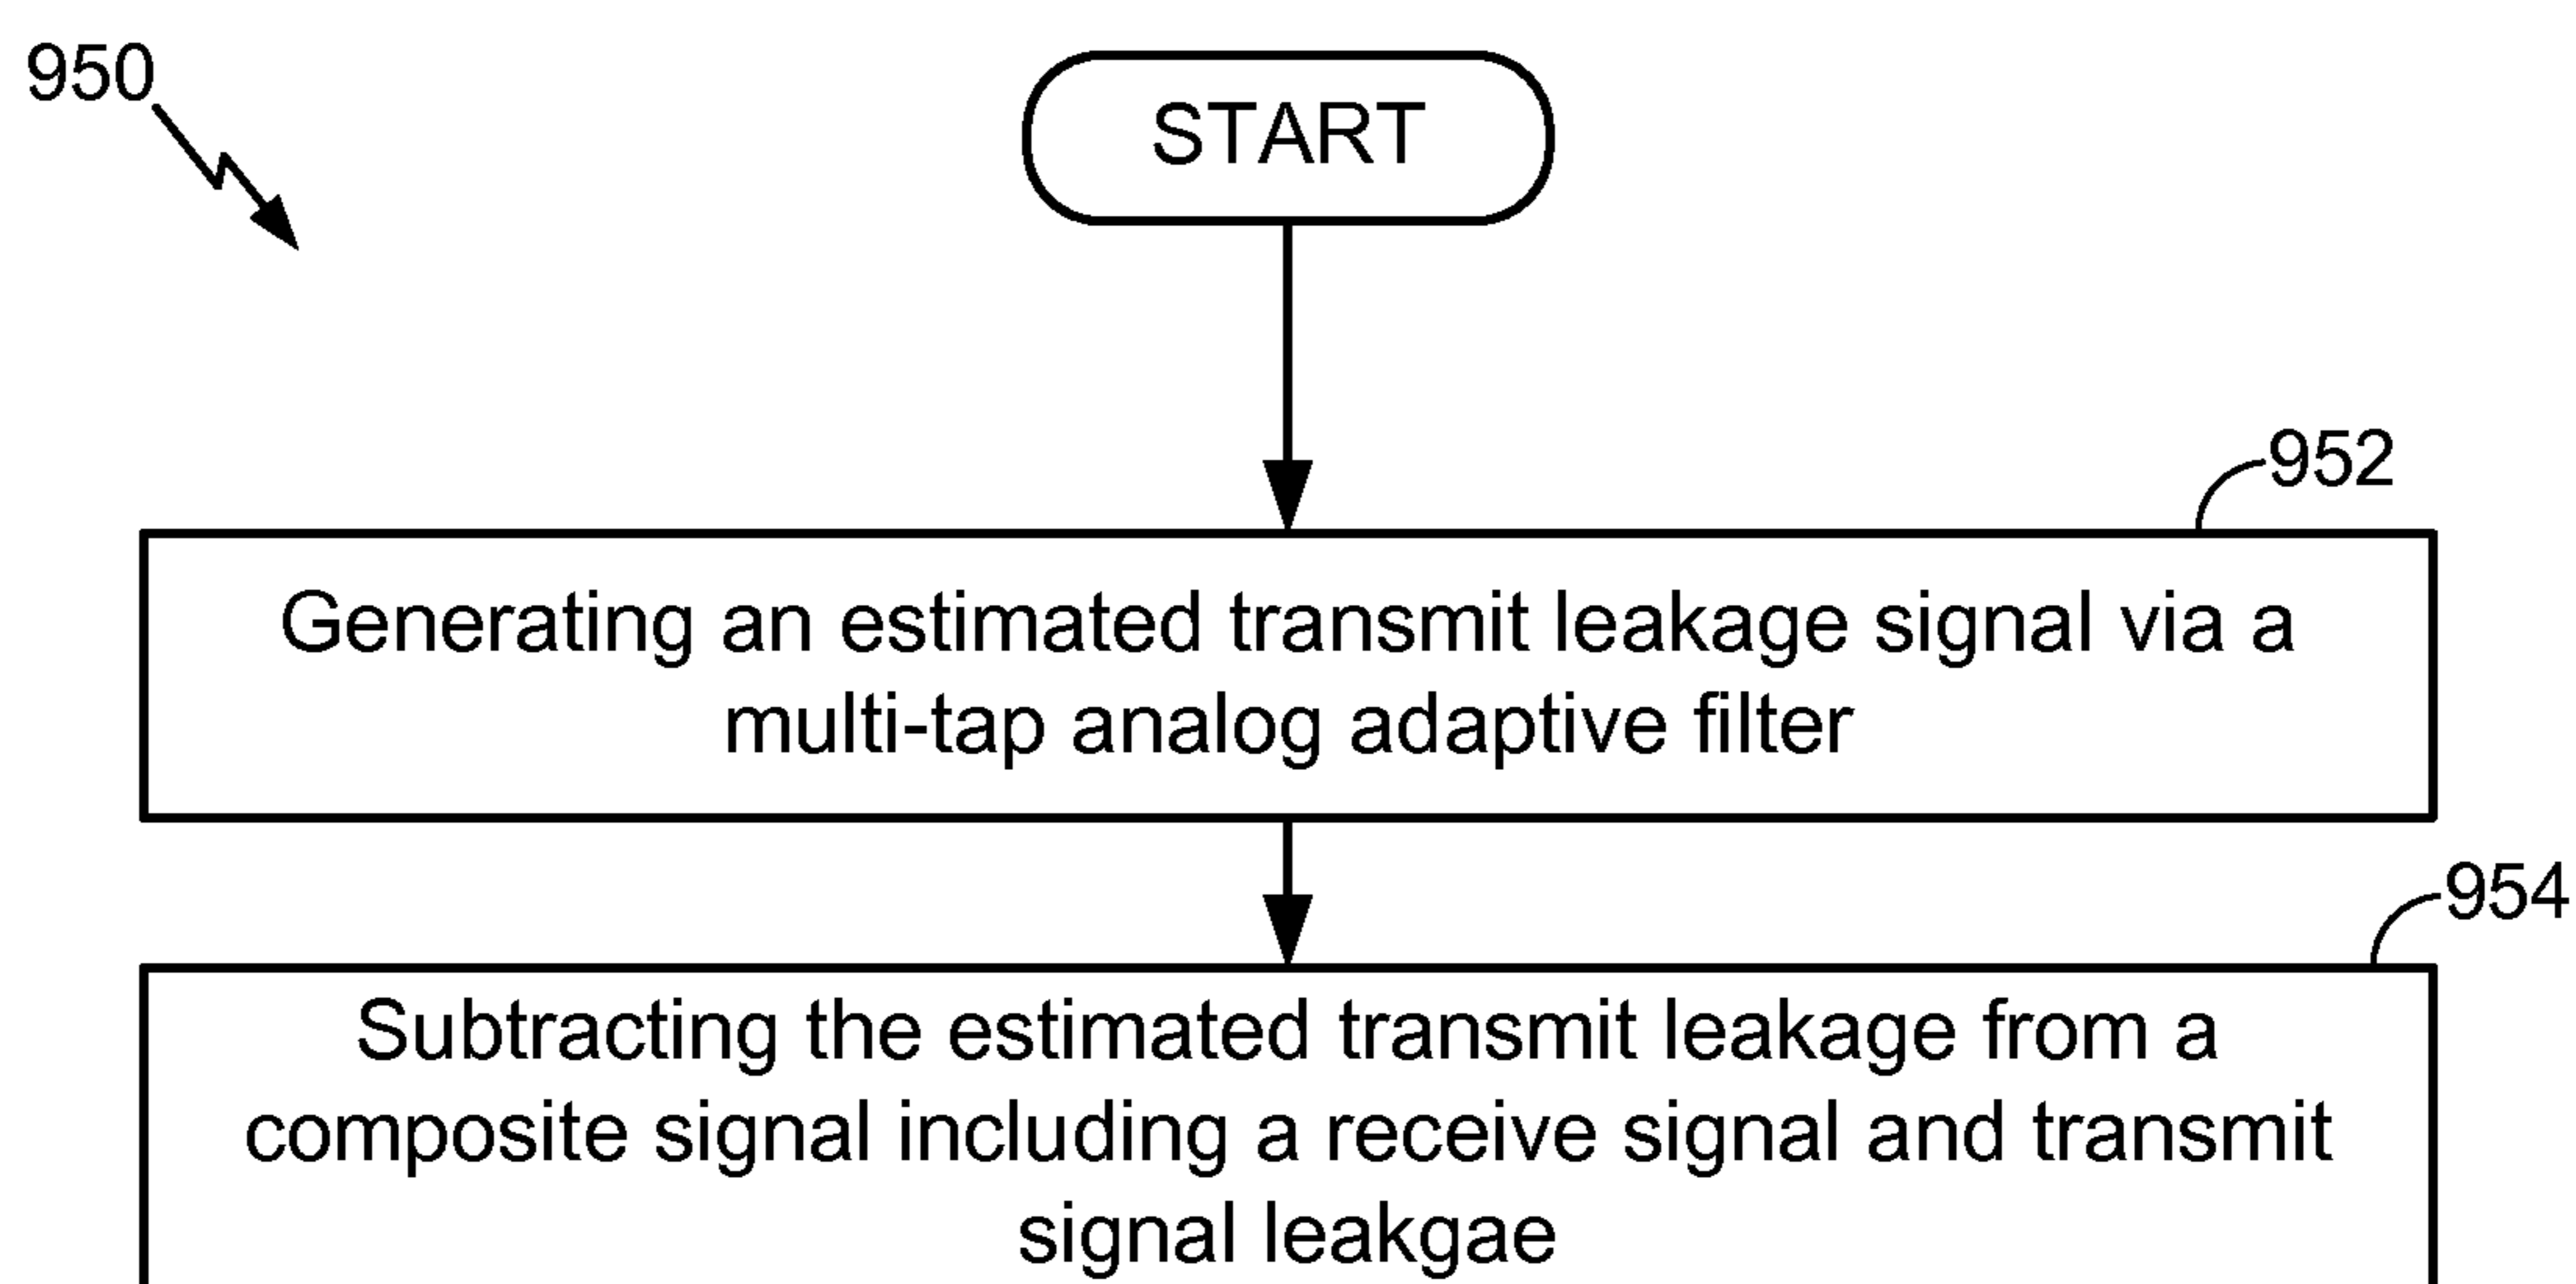 950
START
952
Generating an estimated transmit leakage signal via a
multi-tap analog adaptive filter
954
Subtracting the estimated transmit leakage from a
composite signal including a receive signal and transmit
signal leakgae